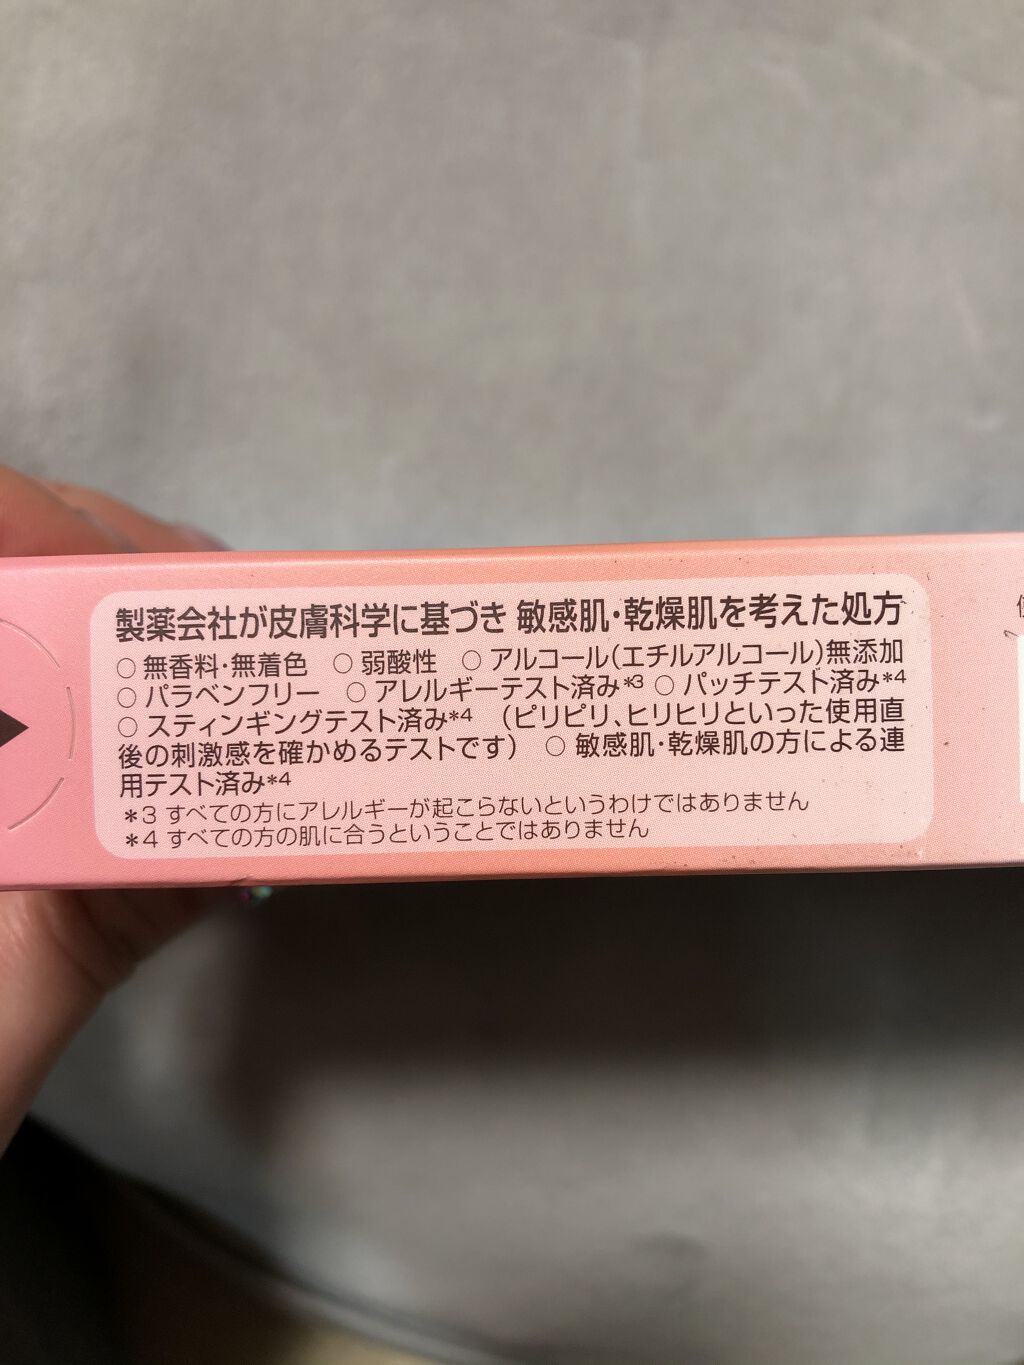 製薬会社が皮膚科学に基づき 敏感肌・乾燥肌を考えた処方
○ 無香料・無着色 ○ 弱酸性 ○ アルコール(エチルアルコール)無添加
○ パラベンフリー ○ アレルギーテスト済み*3 ○ パッチテスト済み*4
○ スティンギングテスト済み*4 (ピリピリ、ヒリヒリといった使用直
後の刺激感を確かめるテストです) ○ 敏感肌・乾燥肌の方による連
用テスト済み*4
*3 すべての方にアレルギーが起こらないというわけではありません
*4 すべての方の肌に合うということではありません